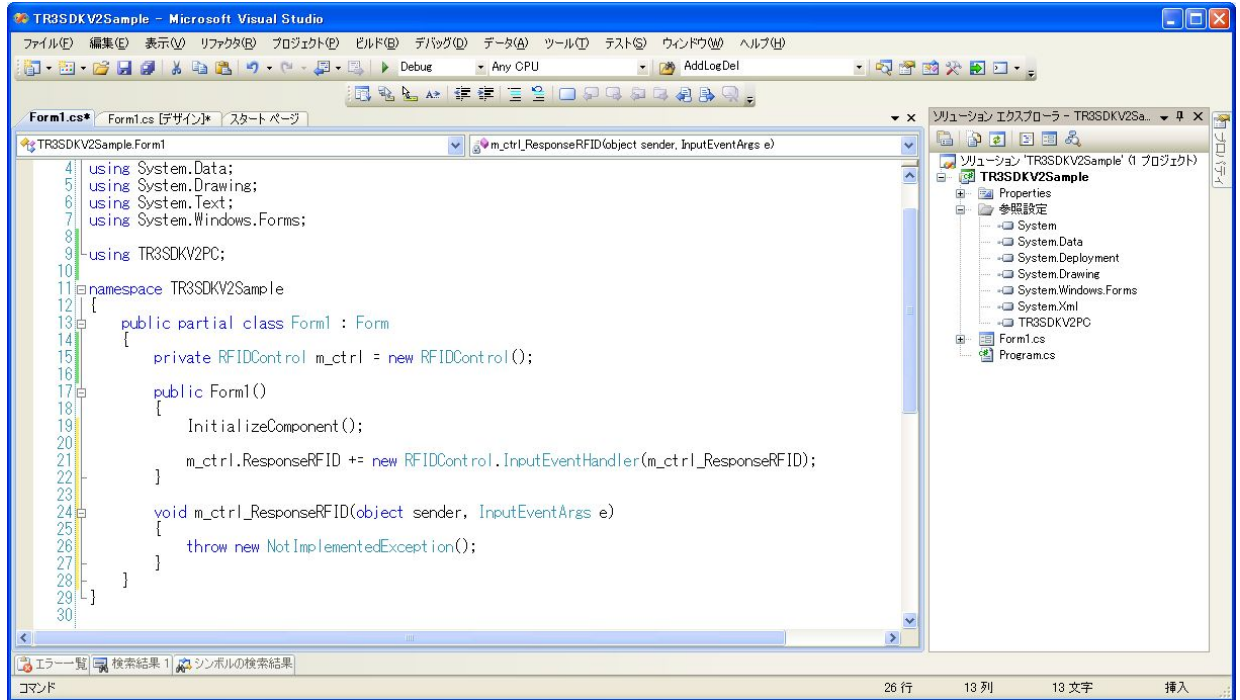 TR3SDKV2Sample - Microsoft Visual Studio
ファイル(F) 編集(E) 表示(V) リファクタ(R) プロジェクト(P) ビルド(B) デバッグ(D) データ(A) ツール(T) テスト(S) ウィンドウ(W) ヘルプ(H)
Debug Any CPU AddLogDel
Form1.cs* Form1.cs [デザイン]* スタート ページ
TR3SDKV2Sample.Form1 m_ctrl_ResponseRFID(object sender, InputEventArgs e)
4 using System.Data;
5 using System.Drawing;
6 using System.Text;
7 using System.Windows.Forms;
8
9 using TR3SDKV2PC;
10
11 namespace TR3SDKV2Sample
12 {
13 public partial class Form1 : Form
14 {
15 private RFIDControl m_ctrl = new RFIDControl();
16
17 public Form1()
18 {
19 InitializeComponent();
20
21 m_ctrl.ResponseRFID += new RFIDControl.InputEventHandler(m_ctrl_ResponseRFID);
22 }
23
24 void m_ctrl_ResponseRFID(object sender, InputEventArgs e)
25 {
26 throw new NotImplementedException();
27 }
28 }
29 }
30
ソリューション エクスプローラ - TR3SDKV2Sa...
ソリューション 'TR3SDKV2Sample' (1 プロジェクト)
TR3SDKV2Sample
Properties
参照設定
System
System.Data
System.Deployment
System.Drawing
System.Windows.Forms
System.Xml
TR3SDKV2PC
Form1.cs
Program.cs
プロパティ
エラー一覧 検索結果 1 シンボルの検索結果
コマンド 26 行 13 列 13 文字 挿入